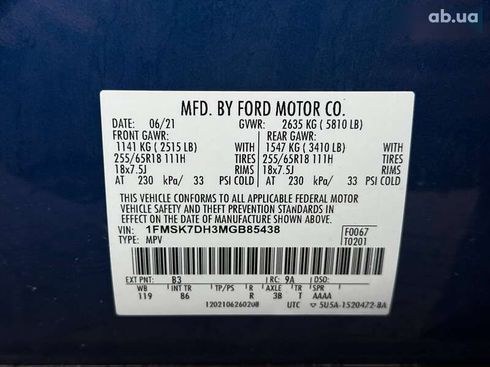 ab.ua
MFD. BY FORD MOTOR CO.
DATE: 06/21 GVWR: 2635 KG ( 5810 LB)
FRONT GAWR: REAR GAWR:
1141 KG ( 2515 LB) WITH 1547 KG ( 3410 LB) WITH
255/65R18 111H TIRES 255/65R18 111H TIRES
18x7.5J RIMS 18x7.5J RIMS
AT 230 kPa/ 33 PSI COLD AT 230 kPa/ 33 PSI COLD
THIS VEHICLE CONFORMS TO ALL APPLICABLE FEDERAL MOTOR
VEHICLE SAFETY AND THEFT PREVENTION STANDARDS IN EFFECT ON
THE DATE OF MANUFACTURE SHOWN ABOVE.
VIN: 1FMSK7DH3MGB85438 F0067
TYPE: MPV T0201
EXT PNT: B3 RC: 9A DSO:
WB INT TR TP/PS R AXLE TR SPR
119 86 R 3B T AAAA
UTC 5U5A-1520472-BA